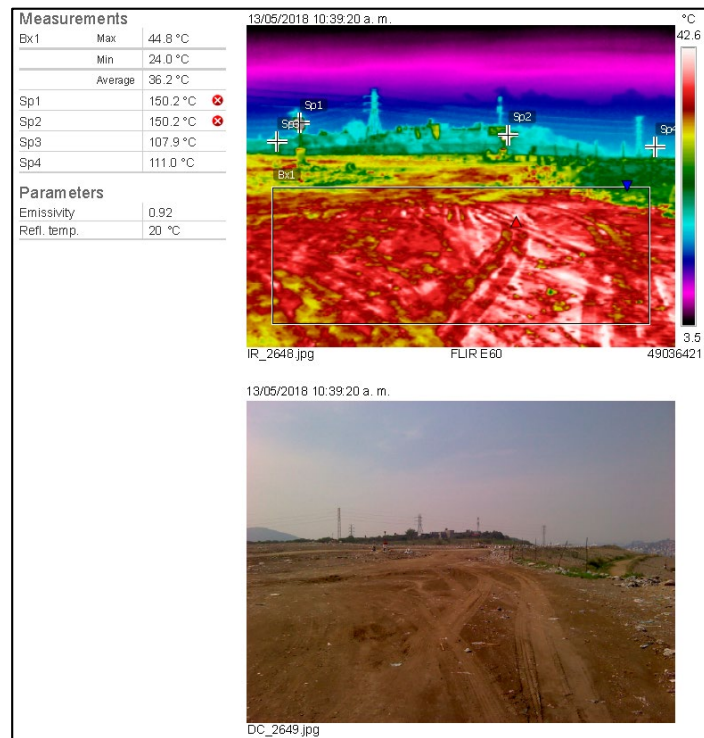 Measurements
Bx1 Max 44.8 °C
Min 24.0 °C
Average 36.2 °C
Sp1 150.2 °C
Sp2 150.2 °C
Sp3 107.9 °C
Sp4 111.0 °C
Parameters
Emissivity 0.92
Refl. temp. 20 °C
13/05/2018 10:39:20 a. m.
°C
42.6
Sp1
Sp2
Sp3
Sp4
Bx1
3.5
IR_2648.jpg FLIR E60 49036421
13/05/2018 10:39:20 a. m.
DC_2649.jpg